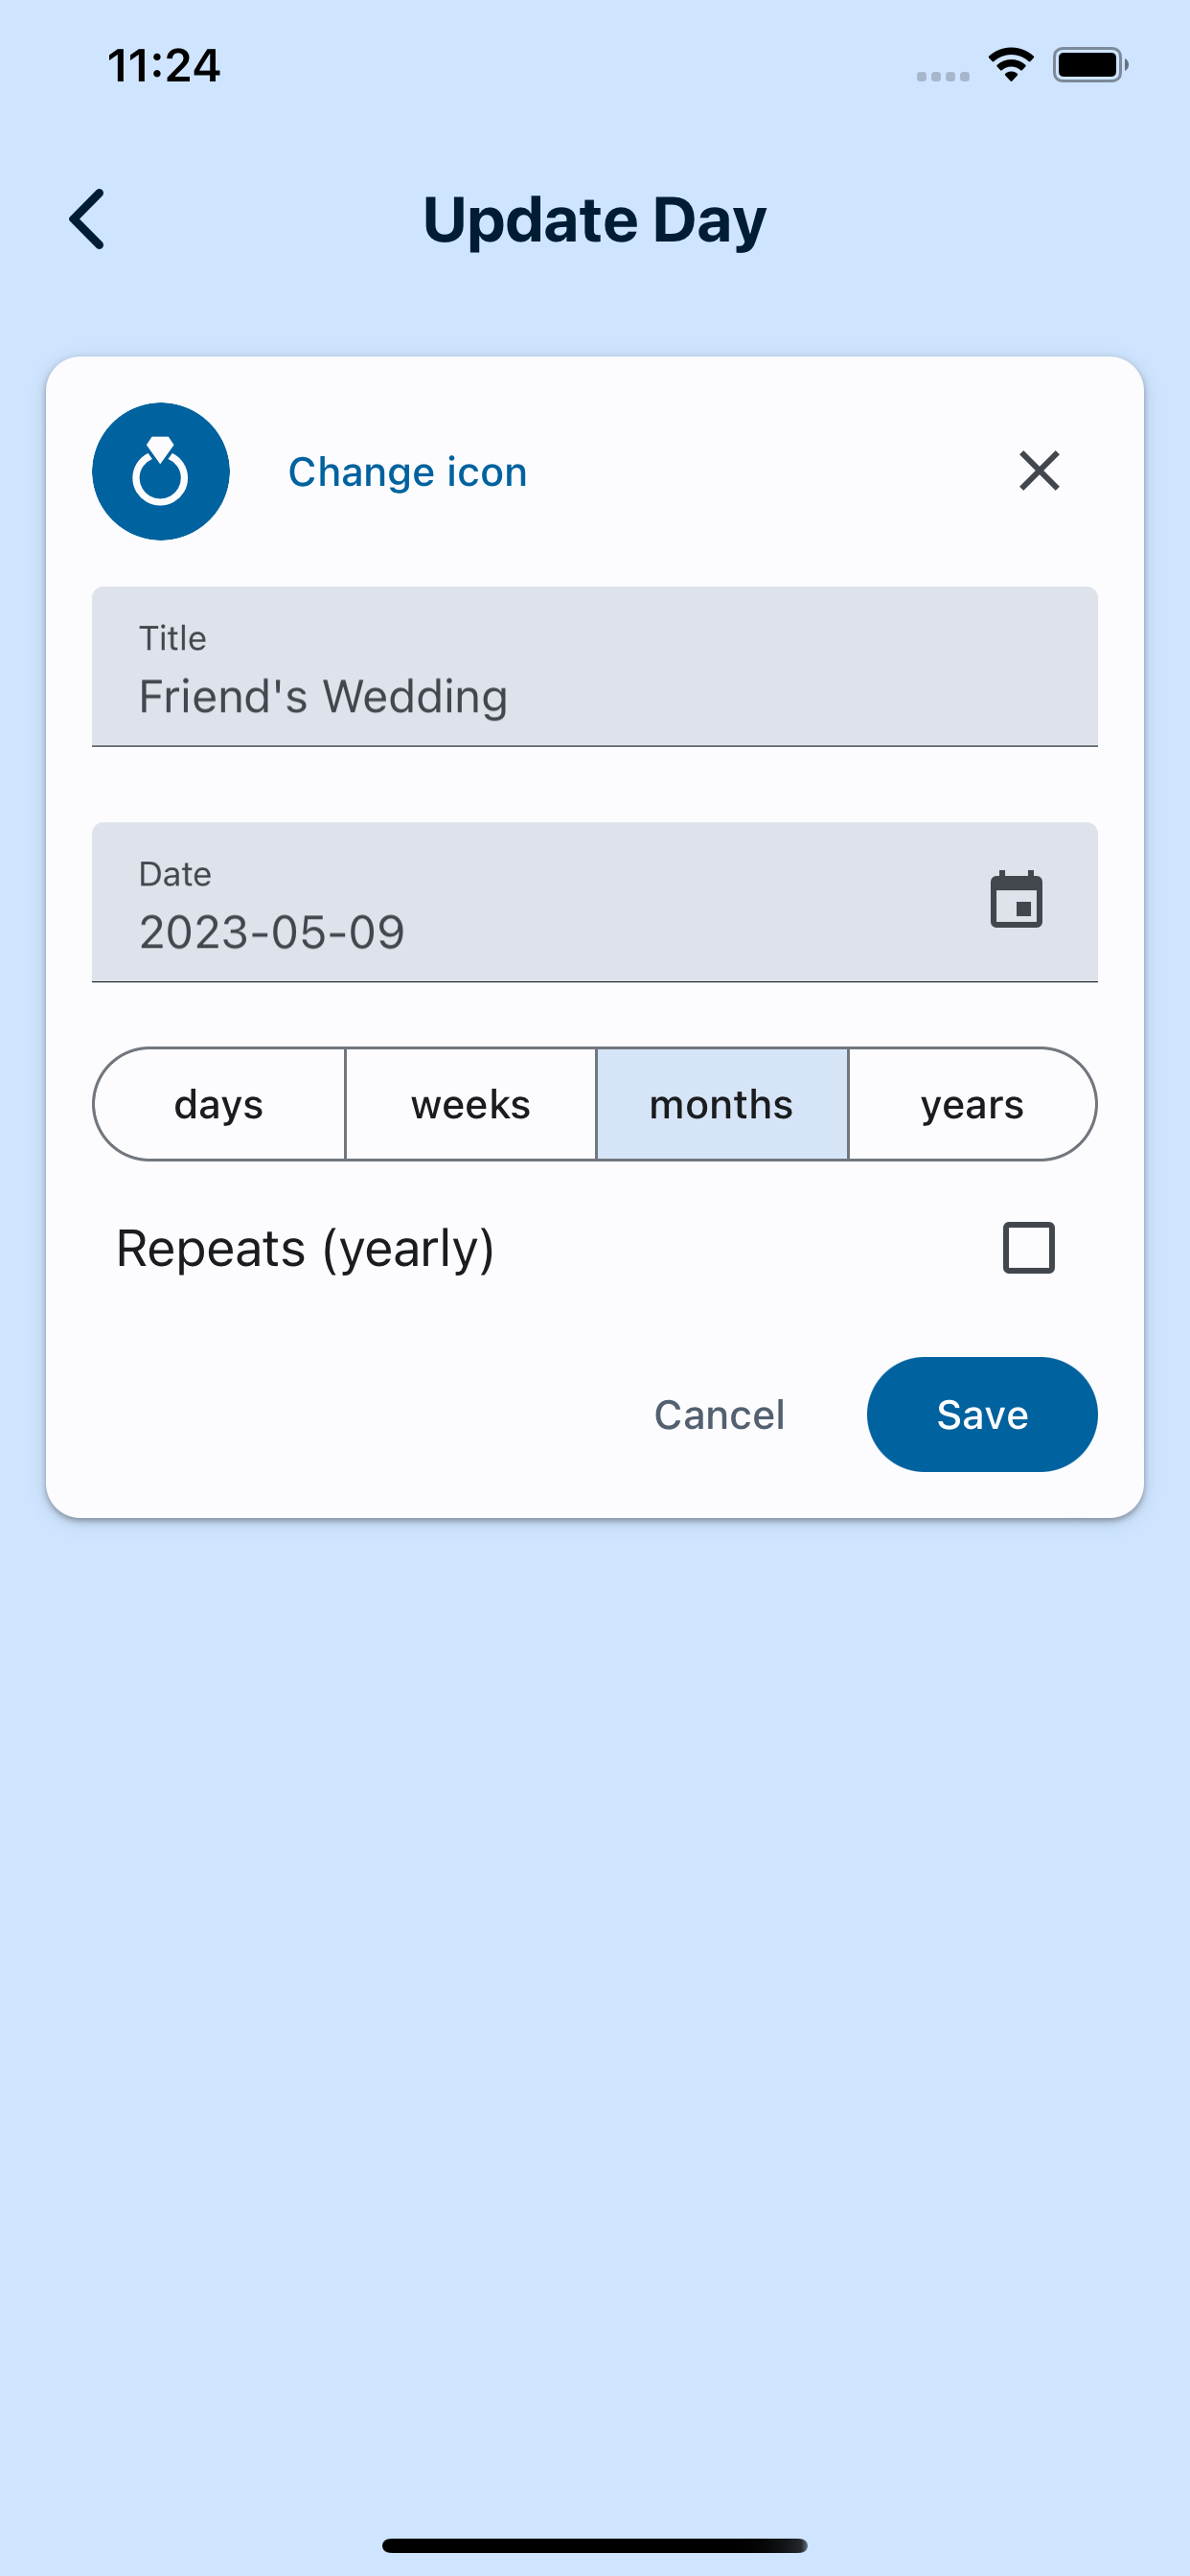 11:24
Update Day
Change icon
Title
Friend's Wedding
Date
2023-05-09
days weeks months years
Repeats (yearly)
Cancel Save